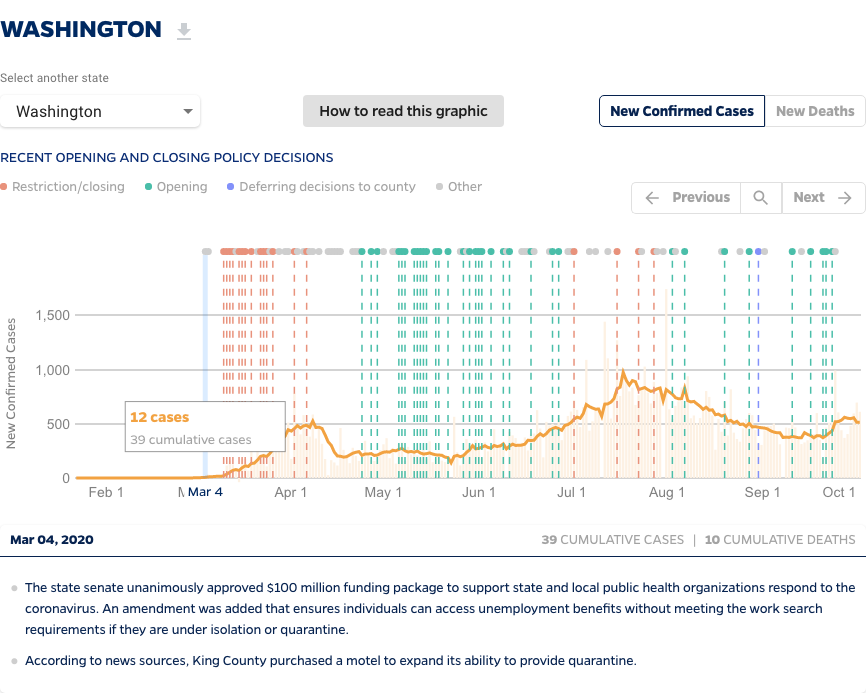 WASHINGTON
Select another state
Washington
How to read this graphic
New Confirmed Cases
New Deaths
RECENT OPENING AND CLOSING POLICY DECISIONS
Restriction/closing
Opening
Deferring decisions to county
Other
Previous
Next
New Confirmed Cases
1,500
1,000
500
0
12 cases
39 cumulative cases
Feb 1
M
Mar 4
Apr 1
May 1
Jun 1
Jul 1
Aug 1
Sep 1
Oct 1
Mar 04, 2020
39 CUMULATIVE CASES | 10 CUMULATIVE DEATHS
The state senate unanimously approved $100 million funding package to support state and local public health organizations respond to the
coronavirus. An amendment was added that ensures individuals can access unemployment benefits without meeting the work search
requirements if they are under isolation or quarantine.
According to news sources, King County purchased a motel to expand its ability to provide quarantine.